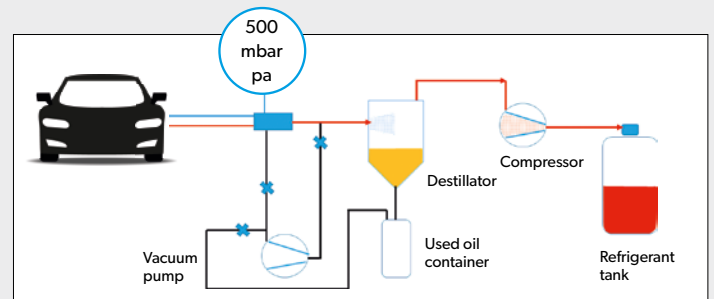 500
mbar
pa
Compressor
Destillator
Vacuum
pump
Used oil
container
Refrigerant
tank